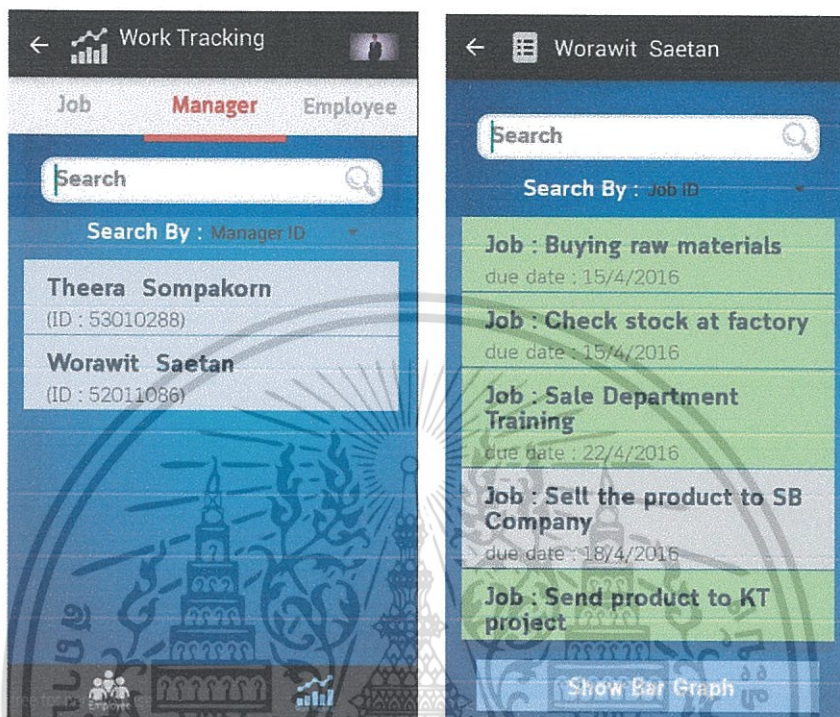 Work Tracking
Job Manager Employee
Search
Search By : Manager ID
Theera Sompakorn
(ID : 53010288)
Worawit Saetan
(ID : 52011086)
Employee
Worawit Saetan
Search
Search By : Job ID
Job : Buying raw materials
due date : 15/4/2016
Job : Check stock at factory
due date : 15/4/2016
Job : Sale Department
Training
due date : 22/4/2016
Job : Sell the product to SB
Company
due date : 18/4/2016
Job : Send product to KT
project
Show Bar Graph